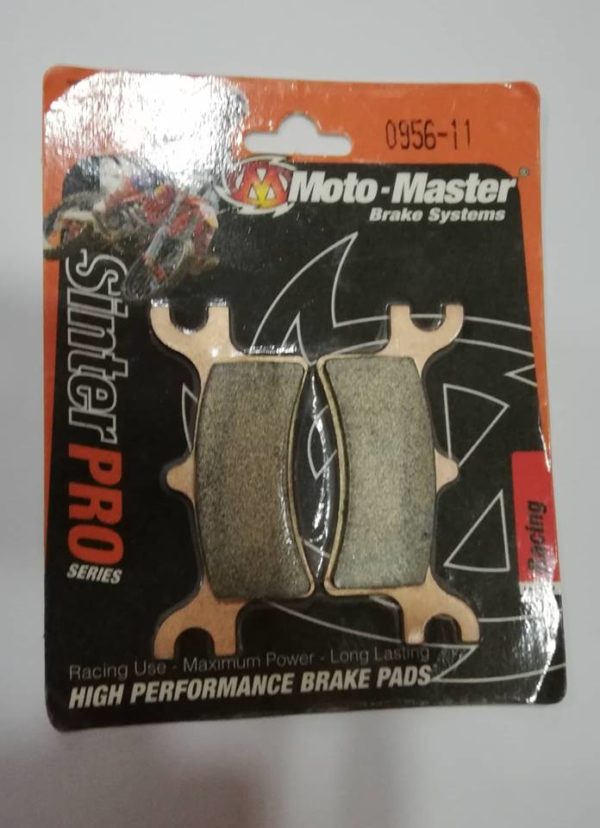 0956-11
Moto-Master®
Brake Systems
Sinter PRO
SERIES
Racing
Racing Use - Maximum Power - Long Lasting
HIGH PERFORMANCE BRAKE PADS